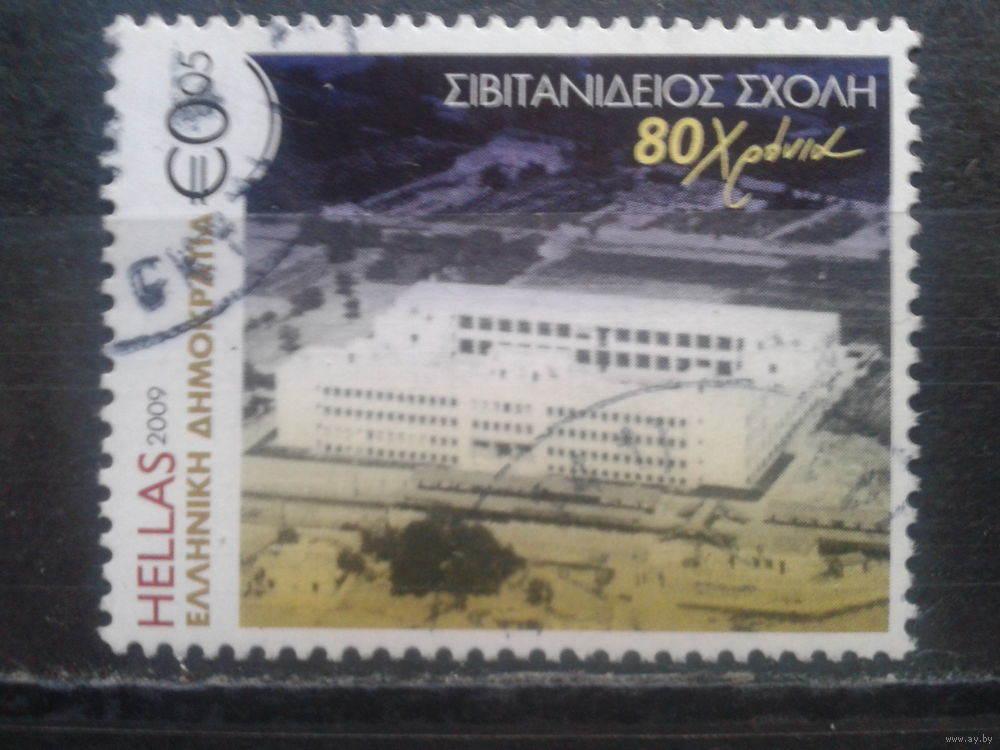 ΣΙΒΙΤΑΝΙΔΕΙΟΣ ΣΧΟΛΗ
80 χρόνια
€0,05
HELLAS 2009
ΕΛΛΗΝΙΚΗ ΔΗΜΟΚΡΑΤΙΑ
www.ay.by